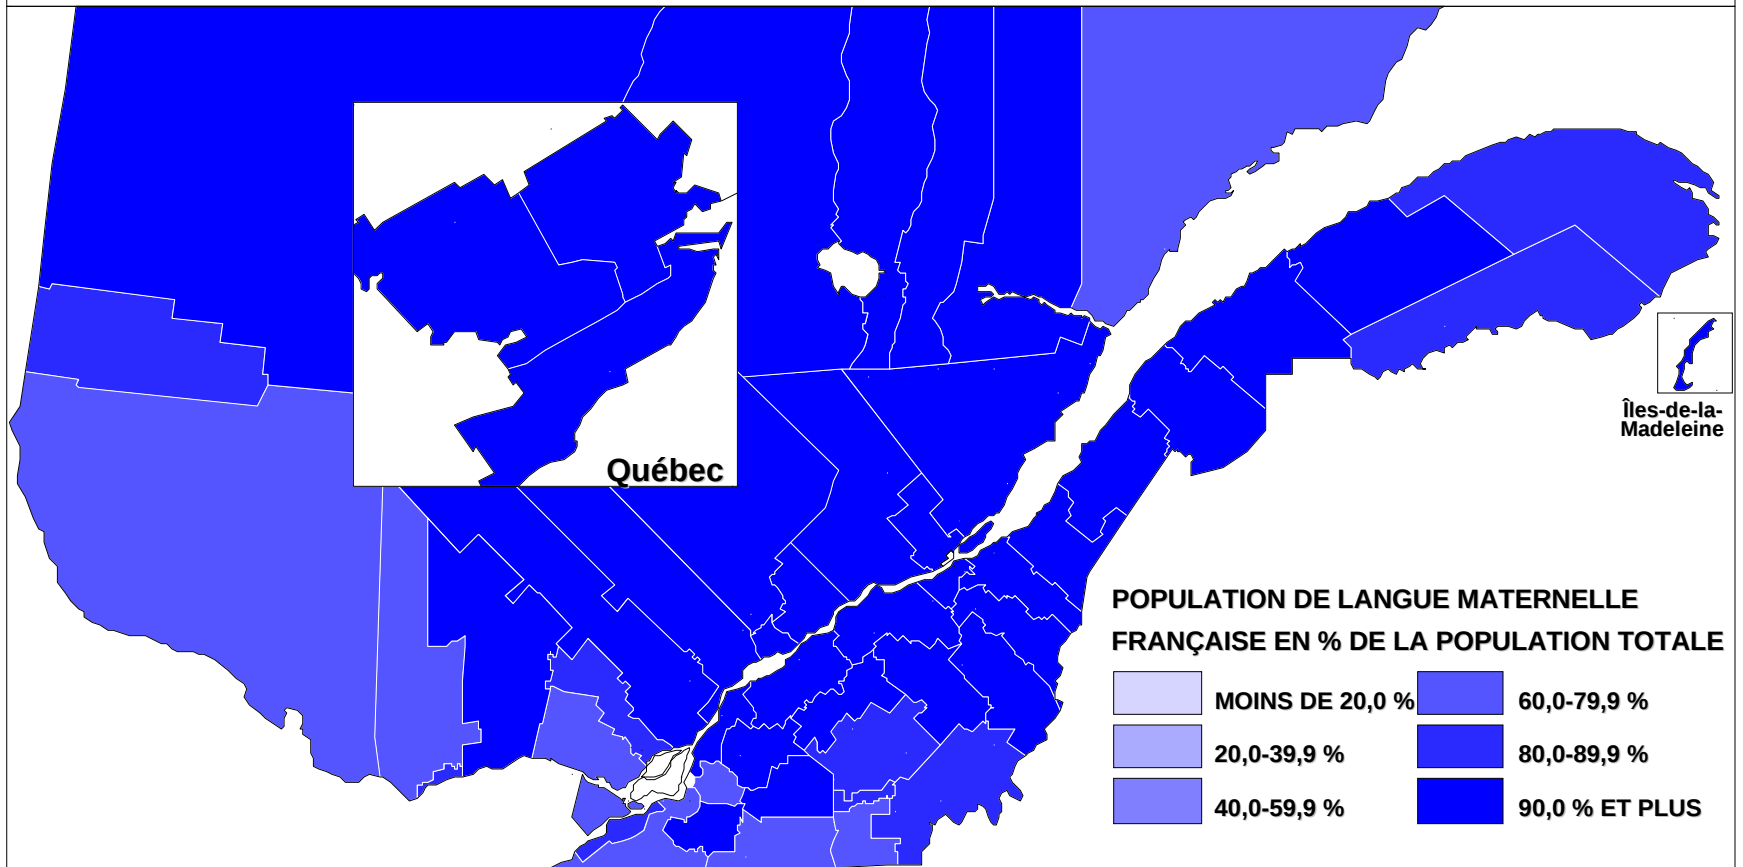 Québec
Îles-de-la-
Madeleine
POPULATION DE LANGUE MATERNELLE
FRANÇAISE EN % DE LA POPULATION TOTALE
MOINS DE 20,0 %
60,0-79,9 %
20,0-39,9 %
80,0-89,9 %
40,0-59,9 %
90,0 % ET PLUS